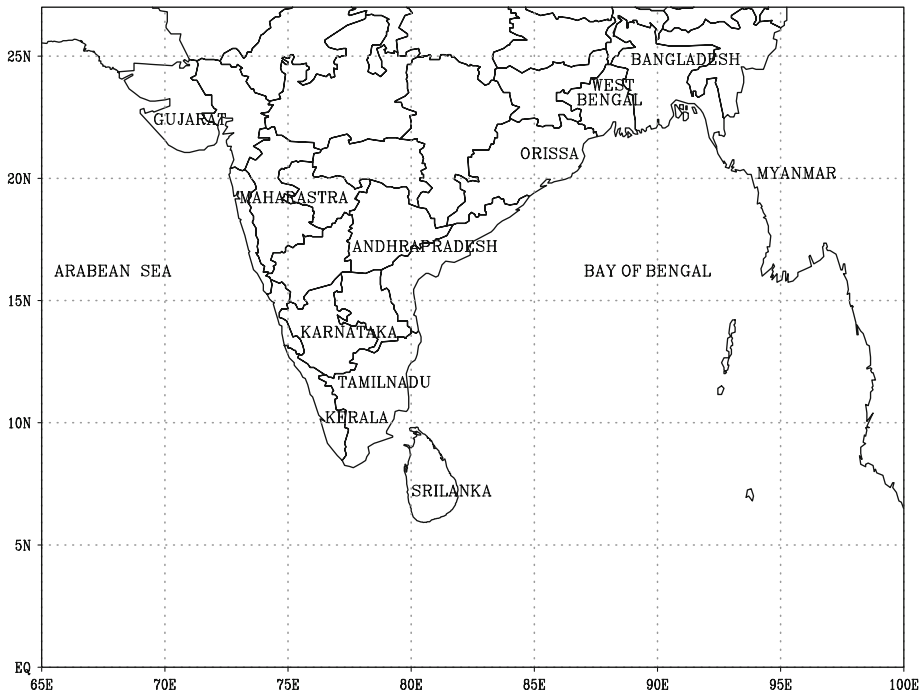 25N
BANGLADESH
WEST
BENGAL
GUJARAT
ORISSA
20N
MYANMAR
MAHARASTRA
ANDHRAPRADESH
ARABEAN SEA
BAY OF BENGAL
15N
KARNATAKA
TAMILNADU
10N
KERALA
SRILANKA
5N
EQ
65E 70E 75E 80E 85E 90E 95E 100E